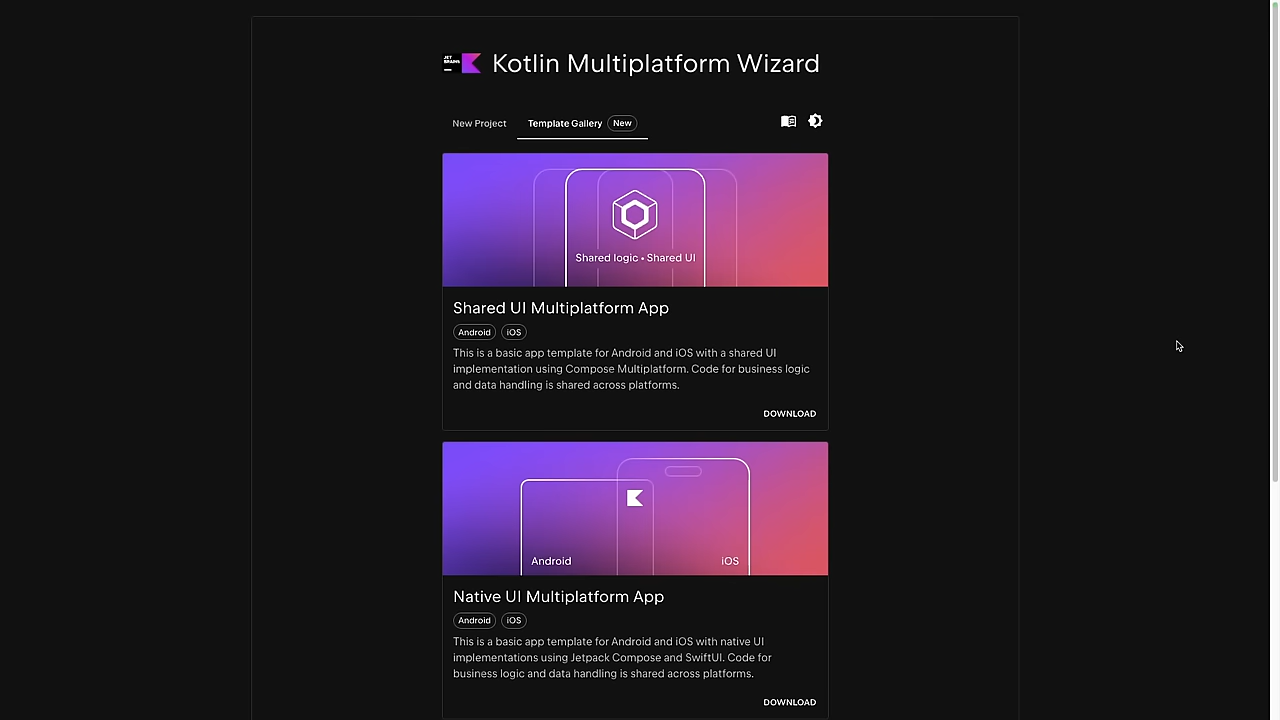 JET
BRAINS
Kotlin Multiplatform Wizard
New Project
Template Gallery
New
Shared logic • Shared UI
Shared UI Multiplatform App
Android
iOS
This is a basic app template for Android and iOS with a shared UI
implementation using Compose Multiplatform. Code for business logic
and data handling is shared across platforms.
DOWNLOAD
Android
iOS
Native UI Multiplatform App
Android
iOS
This is a basic app template for Android and iOS with native UI
implementations using Jetpack Compose and SwiftUI. Code for
business logic and data handling is shared across platforms.
DOWNLOAD